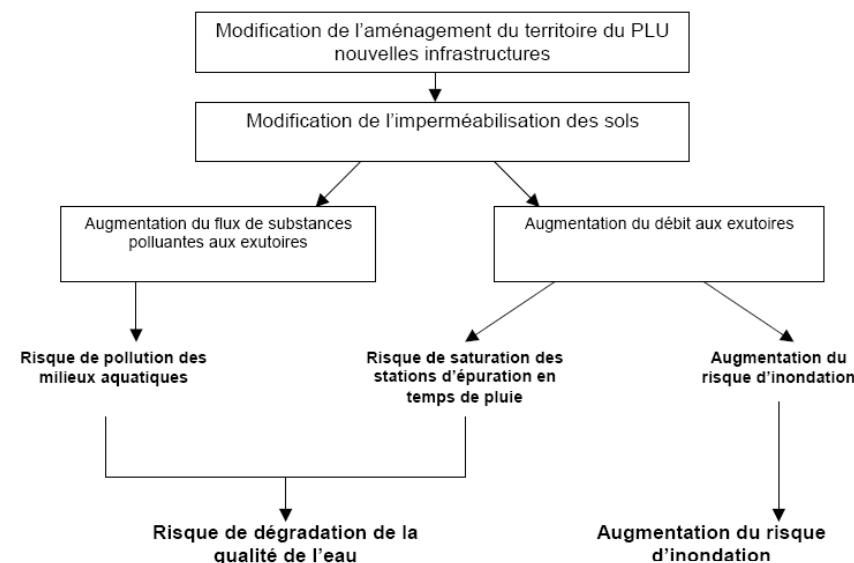 Modification de l'aménagement du territoire du PLU
nouvelles infrastructures
Modification de l'imperméabilisation des sols
Augmentation du flux de substances
polluantes aux exutoires
Augmentation du débit aux exutoires
Risque de pollution des
milieux aquatiques
Risque de saturation des
stations d'épuration en
temps de pluie
Augmentation du
risque d'inondation
Risque de dégradation de la
qualité de l'eau
Augmentation du risque
d'inondation